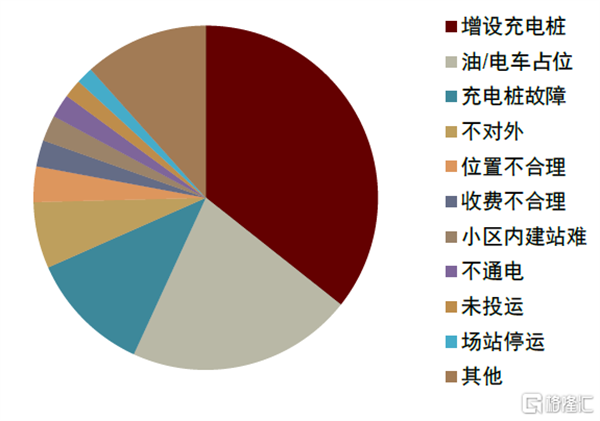 增设充电桩
油/电车占位
充电桩故障
不对外
位置不合理
收费不合理
小区内建站难
不通电
未投运
场站停运
其他
格隆汇